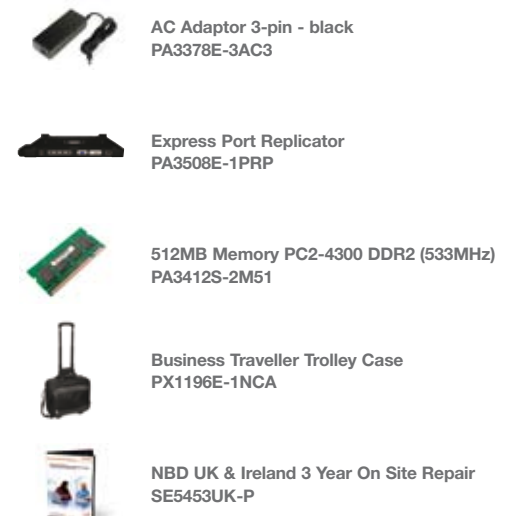 AC Adaptor 3-pin - black
PA3378E-3AC3
Express Port Replicator
PA3508E-1PRP
512MB Memory PC2-4300 DDR2 (533MHz)
PA3412S-2M51
Business Traveller Trolley Case
PX1196E-1NCA
NBD UK & Ireland 3 Year On Site Repair
SE5453UK-P